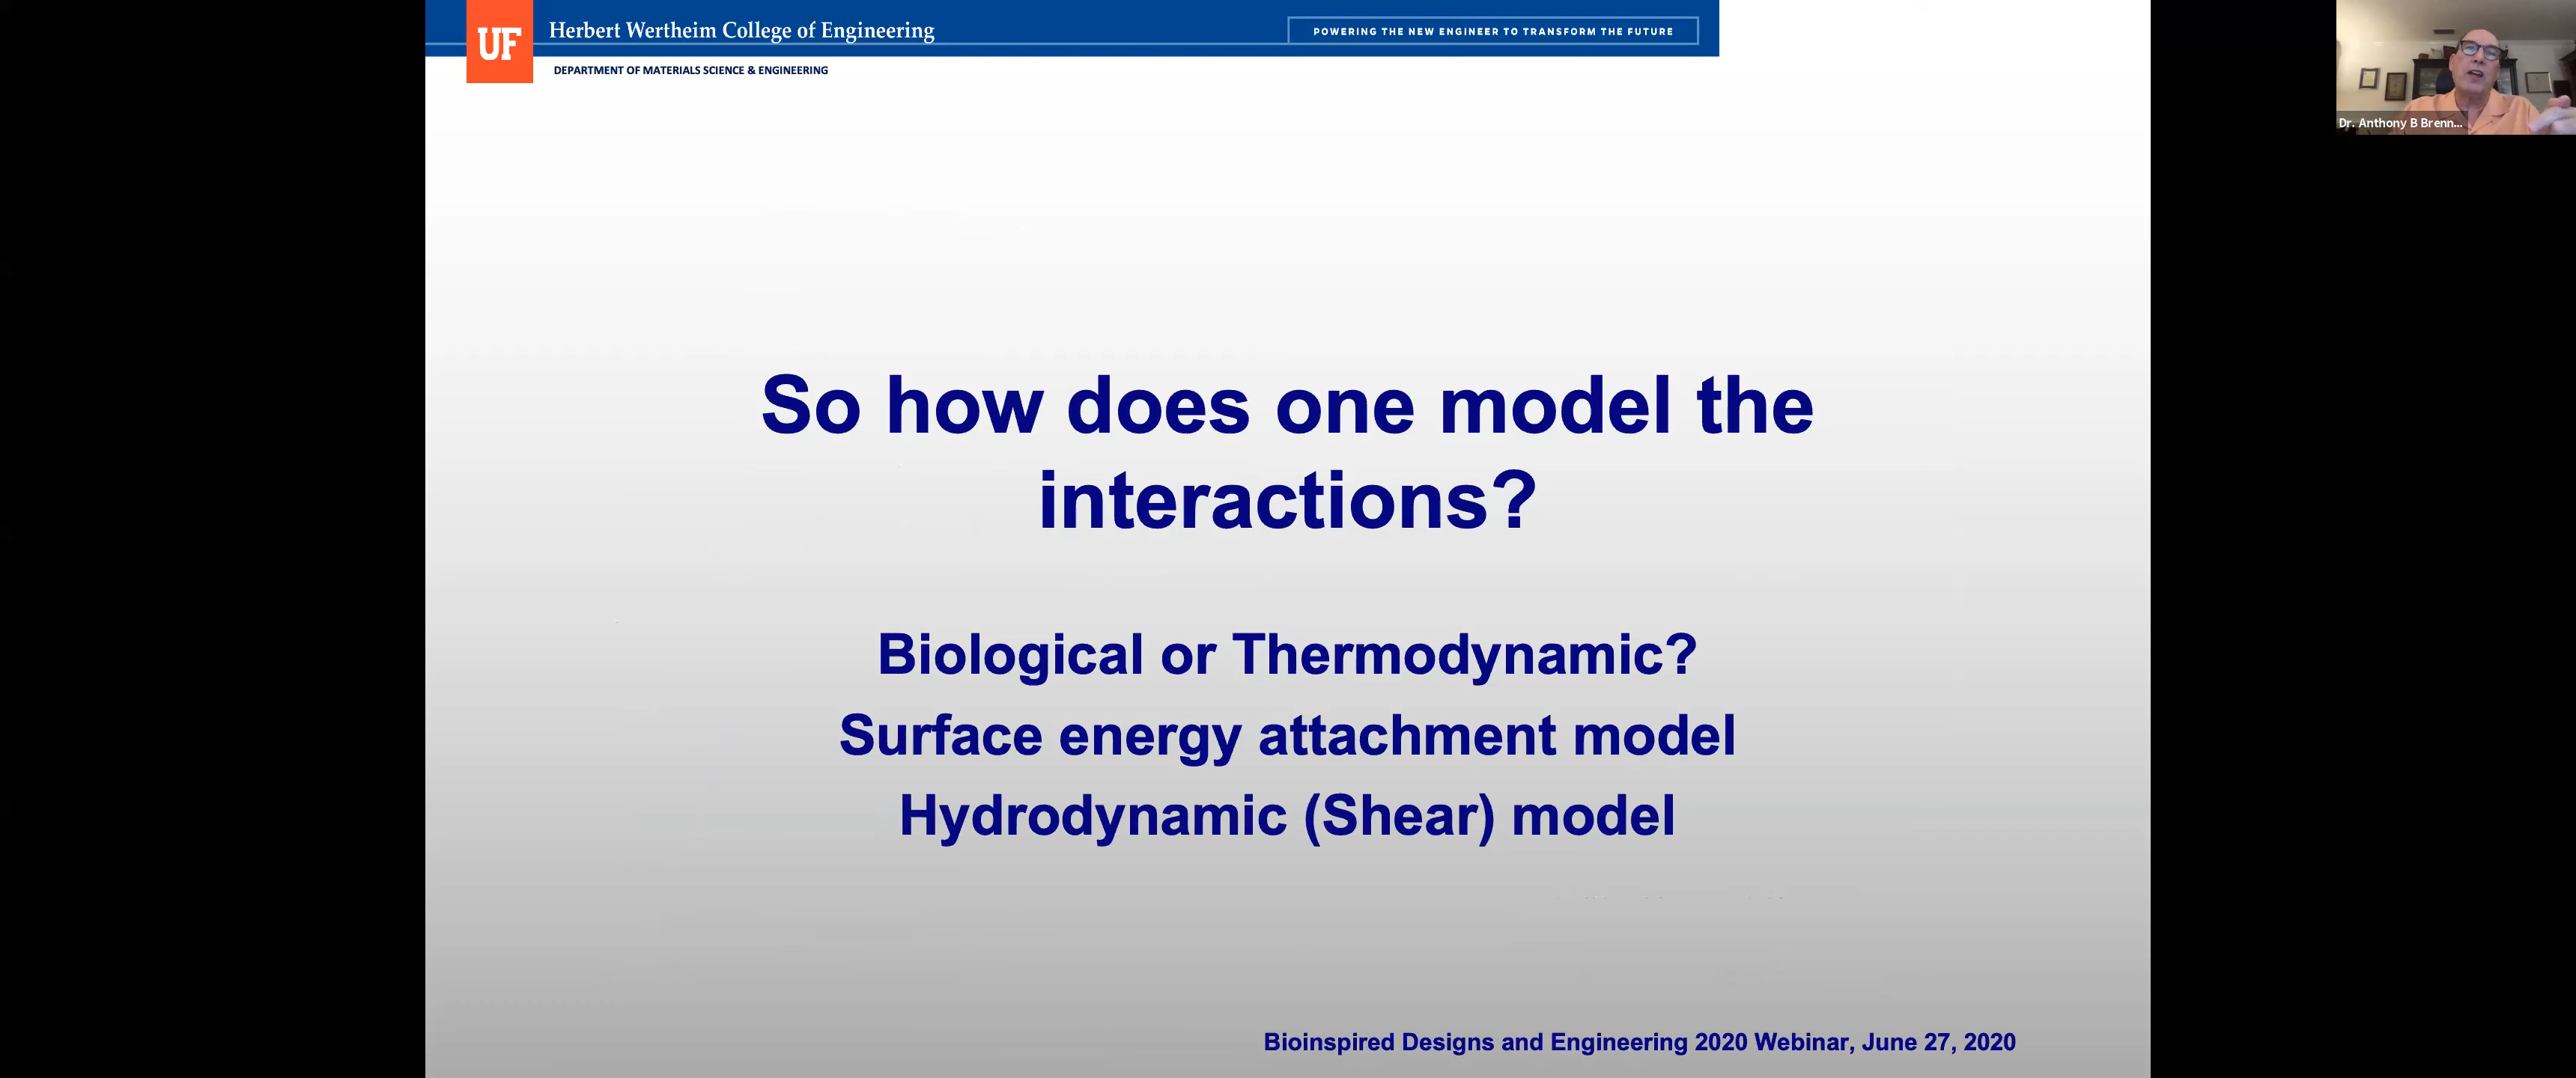 UF
Herbert Wertheim College of Engineering
POWERING THE NEW ENGINEER TO TRANSFORM THE FUTURE
DEPARTMENT OF MATERIALS SCIENCE & ENGINEERING
Dr. Anthony B Brenn...
So how does one model the
interactions?
Biological or Thermodynamic?
Surface energy attachment model
Hydrodynamic (Shear) model
Bioinspired Designs and Engineering 2020 Webinar, June 27, 2020